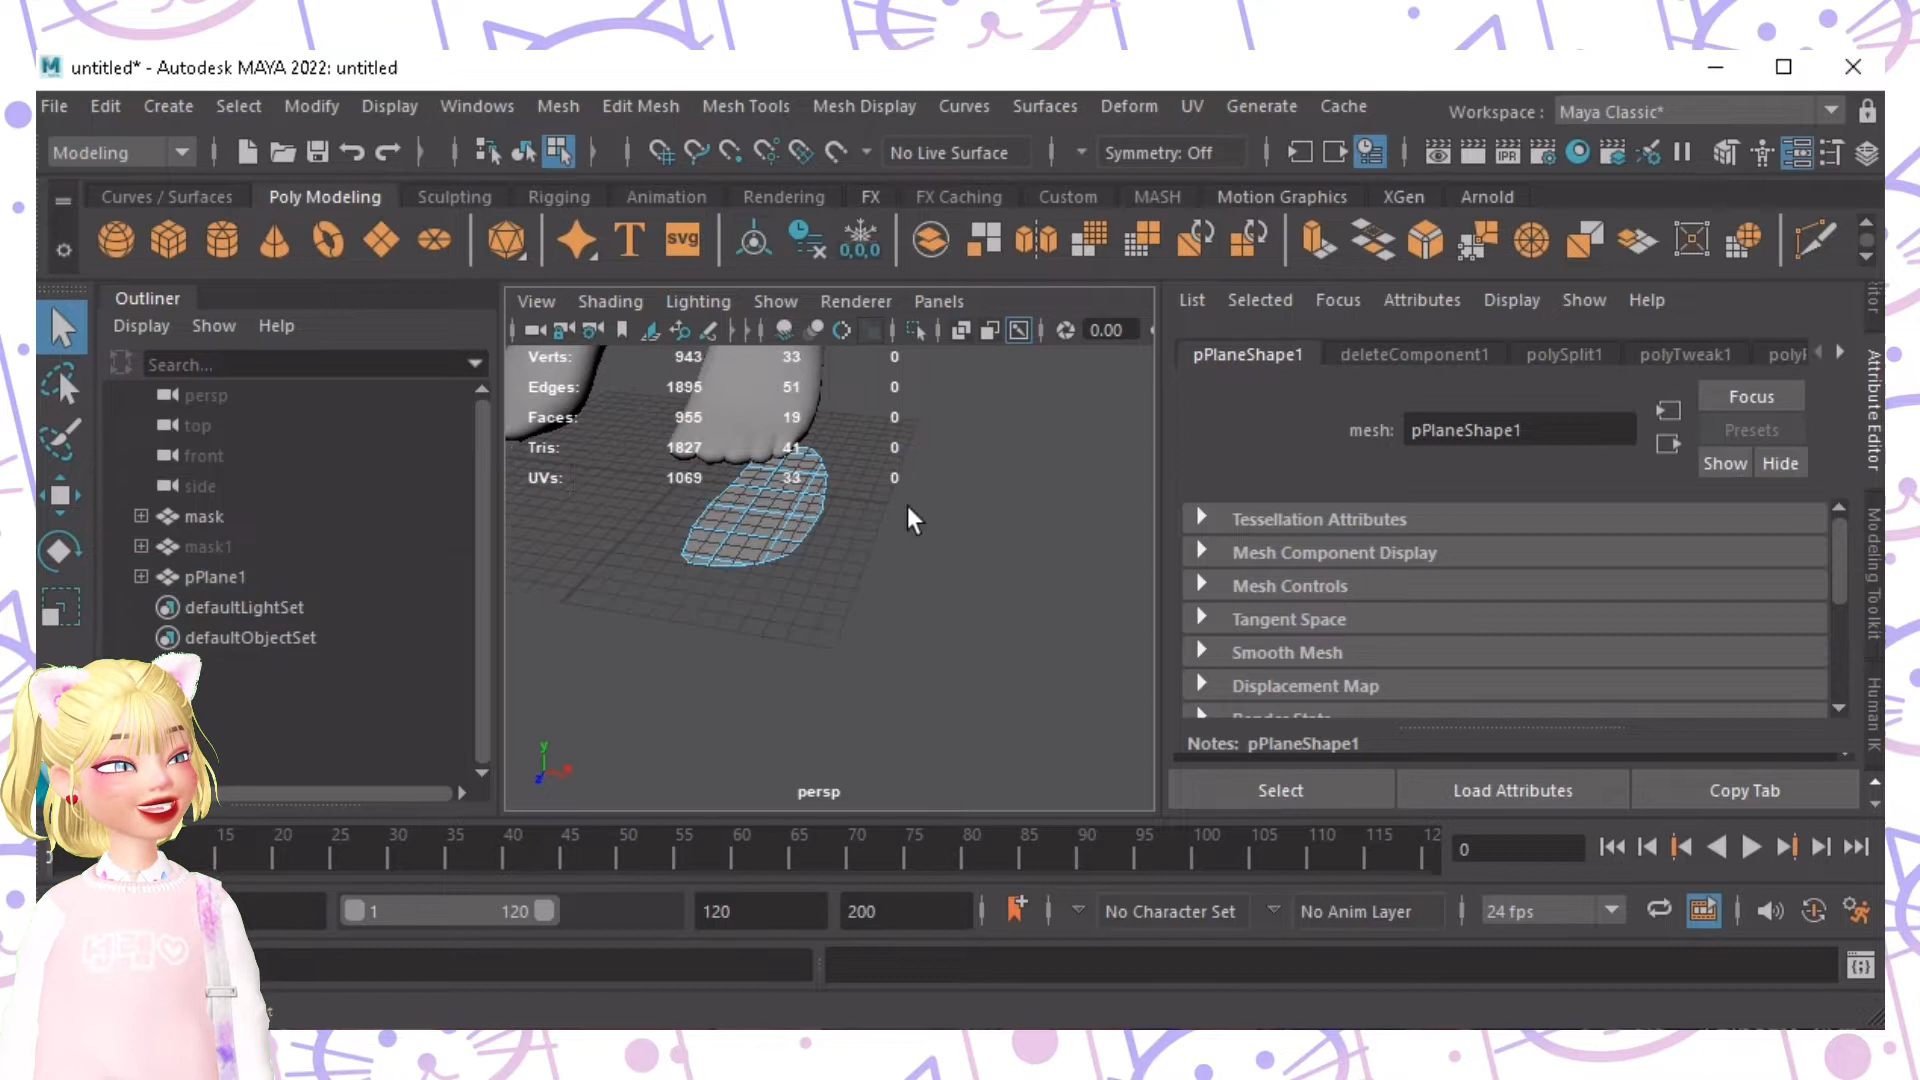 untitled* - Autodesk MAYA 2022: untitled
File Edit Create Select Modify Display Windows Mesh Edit Mesh Mesh Tools Mesh Display Curves Surfaces Deform UV Generate Cache Workspace : Maya Classic*
Modeling No Live Surface Symmetry: Off IPR
Curves / Surfaces Poly Modeling Sculpting Rigging Animation Rendering FX FX Caching Custom MASH Motion Graphics XGen Arnold
T SVG 0,0,0
Outliner
Display Show Help
Search...
persp
top
front
side
mask
mask1
pPlane1
defaultLightSet
defaultObjectSet
View Shading Lighting Show Renderer Panels
0.00
Verts: 943 33 0
Edges: 1895 51 0
Faces: 955 19 0
Tris: 1827 41 0
UVs: 1069 33 0
y
persp
List Selected Focus Attributes Display Show Help
pPlaneShape1 deleteComponent1 polySplit1 polyTweak1
Focus
mesh: pPlaneShape1
Presets
Show Hide
Tessellation Attributes
Mesh Component Display
Mesh Controls
Tangent Space
Smooth Mesh
Displacement Map
Notes: pPlaneShape1
Select Load Attributes Copy Tab
Attribute Editor
Modeling Toolkit
Human IK
15 20 25 30 35 40 45 50 55 60 65 70 75 80 85 90 95 100 105 110 115 12
0
1 120 120 200 No Character Set No Anim Layer 24 fps